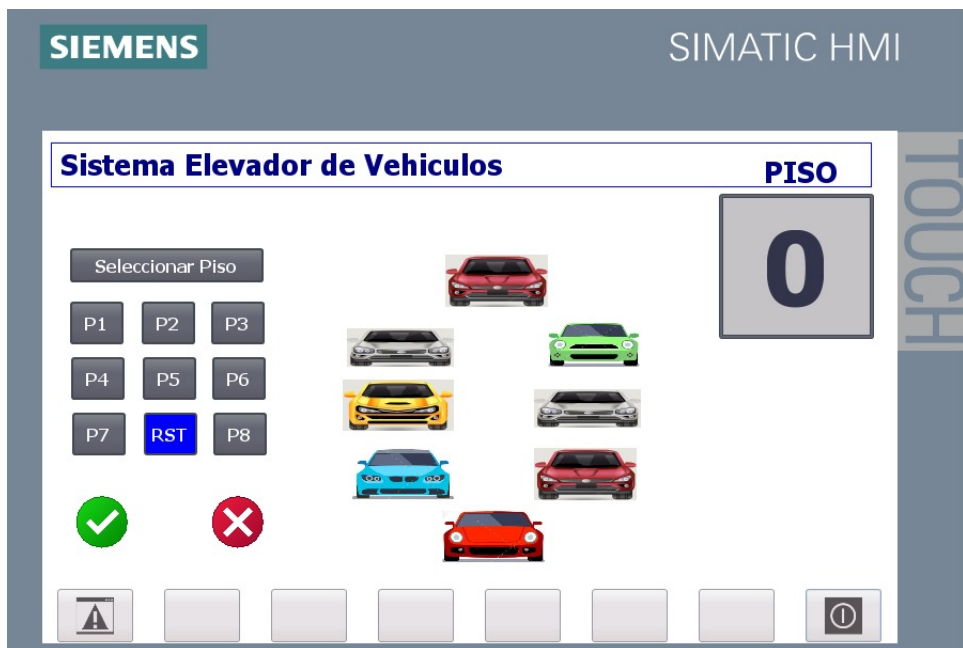 SIEMENS
SIMATIC HMI
TOUCH
Sistema Elevador de Vehiculos
PISO
0
Seleccionar Piso
P1 P2 P3
P4 P5 P6
P7 RST P8